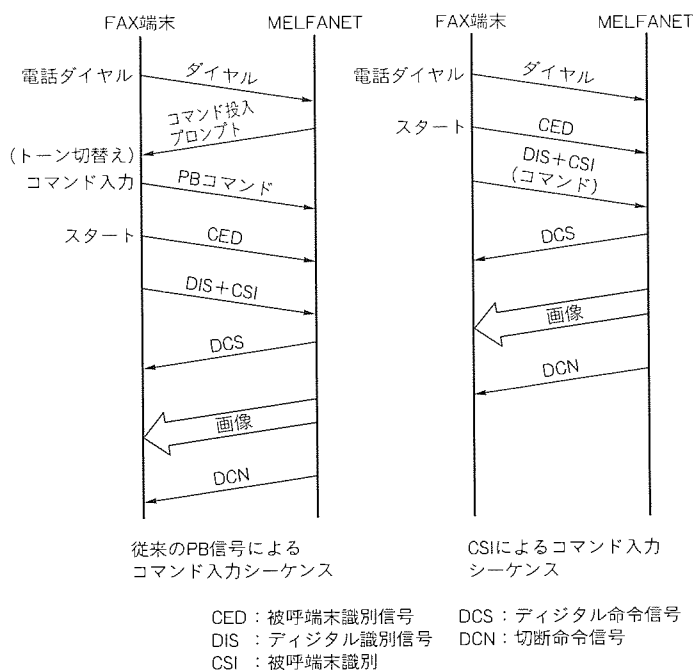 FAX端末
MELFANET
電話ダイヤル
ダイヤル
コマンド投入
プロンプト
(トーン切替え)
コマンド入力
PBコマンド
スタート
CED
DIS+CSI
DCS
画像
DCN
従来のPB信号による
コマンド入力シーケンス
FAX端末
MELFANET
電話ダイヤル
ダイヤル
スタート
CED
DIS+CSI
(コマンド)
DCS
画像
DCN
CSIによるコマンド入力
シーケンス
CED:被呼端末識別信号
DIS:ディジタル識別信号
CSI:被呼端末識別
DCS:ディジタル命令信号
DCN:切断命令信号